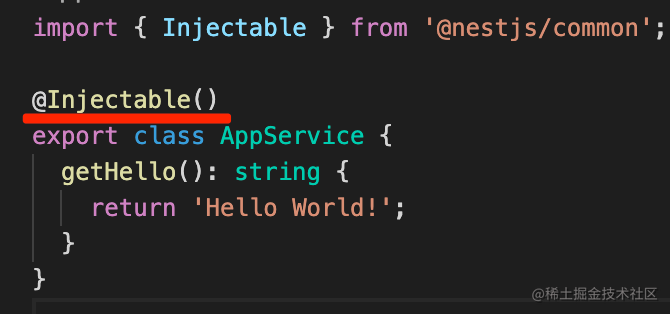 import { Injectable } from '@nestjs/common';
@Injectable()
export class AppService {
getHello(): string {
return 'Hello World!';
}
}
@稀土掘金技术社区